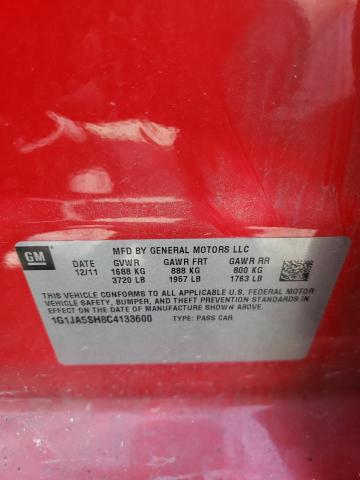 GM
MFD BY GENERAL MOTORS LLC
DATE GVWR GAWR FRT GAWR RR
12/11 1688 KG 888 KG 800 KG
3720 LB 1957 LB 1763 LB
THIS VEHICLE CONFORMS TO ALL APPLICABLE U.S. FEDERAL MOTOR
VEHICLE SAFETY, BUMPER, AND THEFT PREVENTION STANDARDS IN
EFFECT ON THE DATE OF MANUFACTURE SHOWN ABOVE.
1G1JA5SH8C4133600 TYPE: PASS CAR